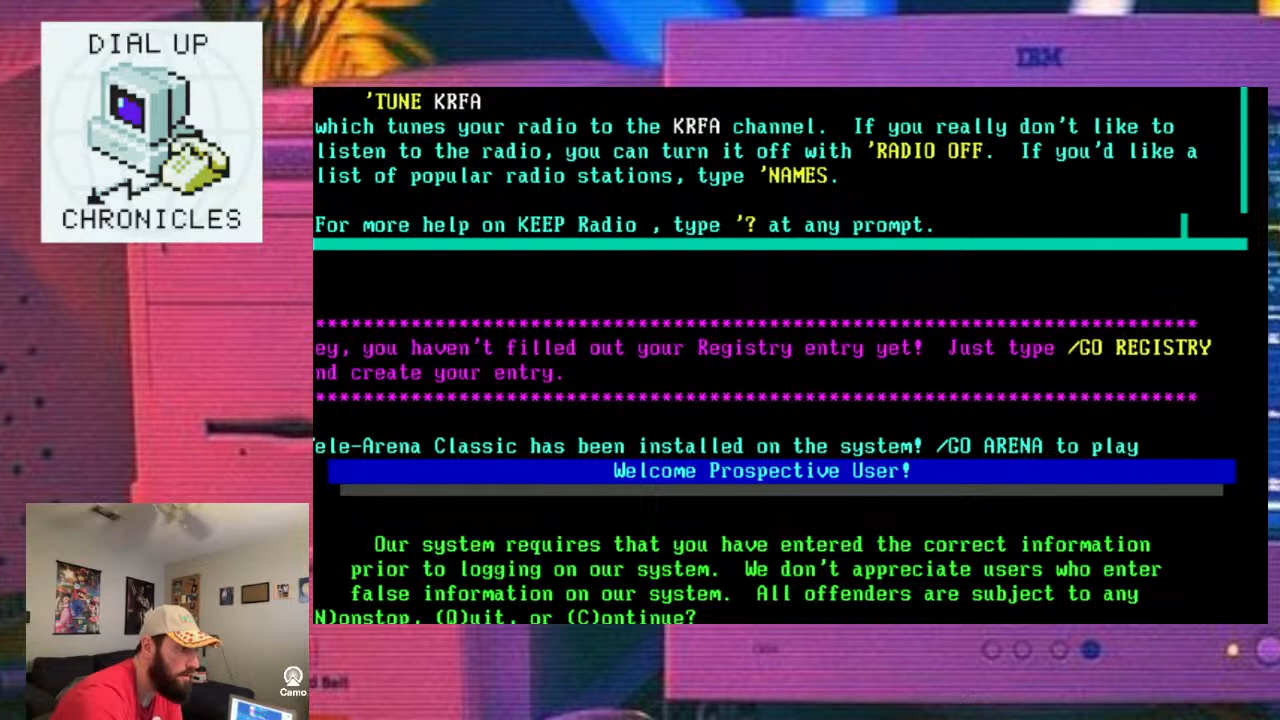 DIAL UP
CHRONICLES
IBM
'TUNE KRFA
which tunes your radio to the KRFA channel.  If you really don't like to
listen to the radio, you can turn it off with 'RADIO OFF.  If you'd like a
list of popular radio stations, type 'NAMES.
For more help on KEEP Radio , type '? at any prompt.
**************************************************************************
ey, you haven't filled out your Registry entry yet!  Just type /GO REGISTRY
nd create your entry.
**************************************************************************
ele-Arena Classic has been installed on the system! /GO ARENA to play
Welcome Prospective User!
Our system requires that you have entered the correct information
prior to logging on our system.  We don't appreciate users who enter
false information on our system.  All offenders are subject to any
N)onstop, (Q)uit, or (C)ontinue?
Camo